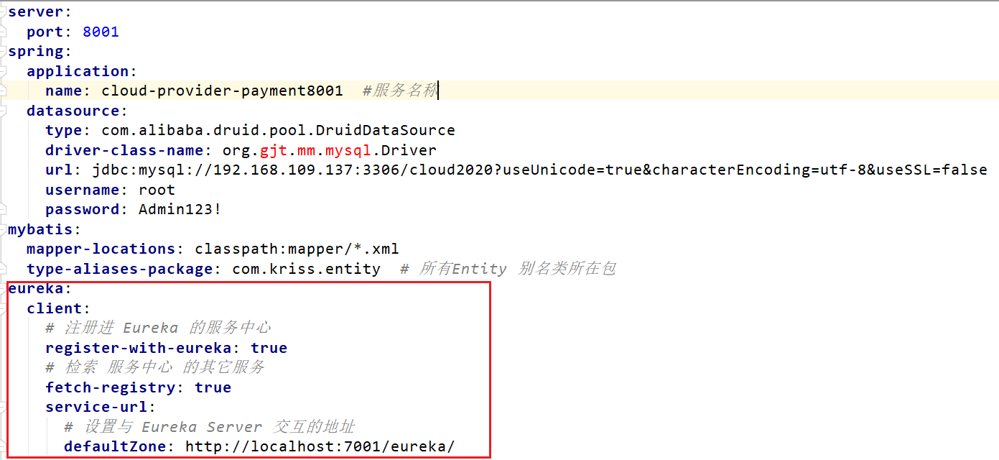 server:
  port: 8001
spring:
  application:
    name: cloud-provider-payment8001  #服务名称
  datasource:
    type: com.alibaba.druid.pool.DruidDataSource
    driver-class-name: org.gjt.mm.mysql.Driver
    url: jdbc:mysql://192.168.109.137:3306/cloud2020?useUnicode=true&characterEncoding=utf-8&useSSL=false
    username: root
    password: Admin123!
mybatis:
  mapper-locations: classpath:mapper/*.xml
  type-aliases-package: com.kriss.entity  # 所有Entity 别名类所在包
eureka:
  client:
    # 注册进 Eureka 的服务中心
    register-with-eureka: true
    # 检索 服务中心 的其它服务
    fetch-registry: true
    service-url:
      # 设置与 Eureka Server 交互的地址
      defaultZone: http://localhost:7001/eureka/